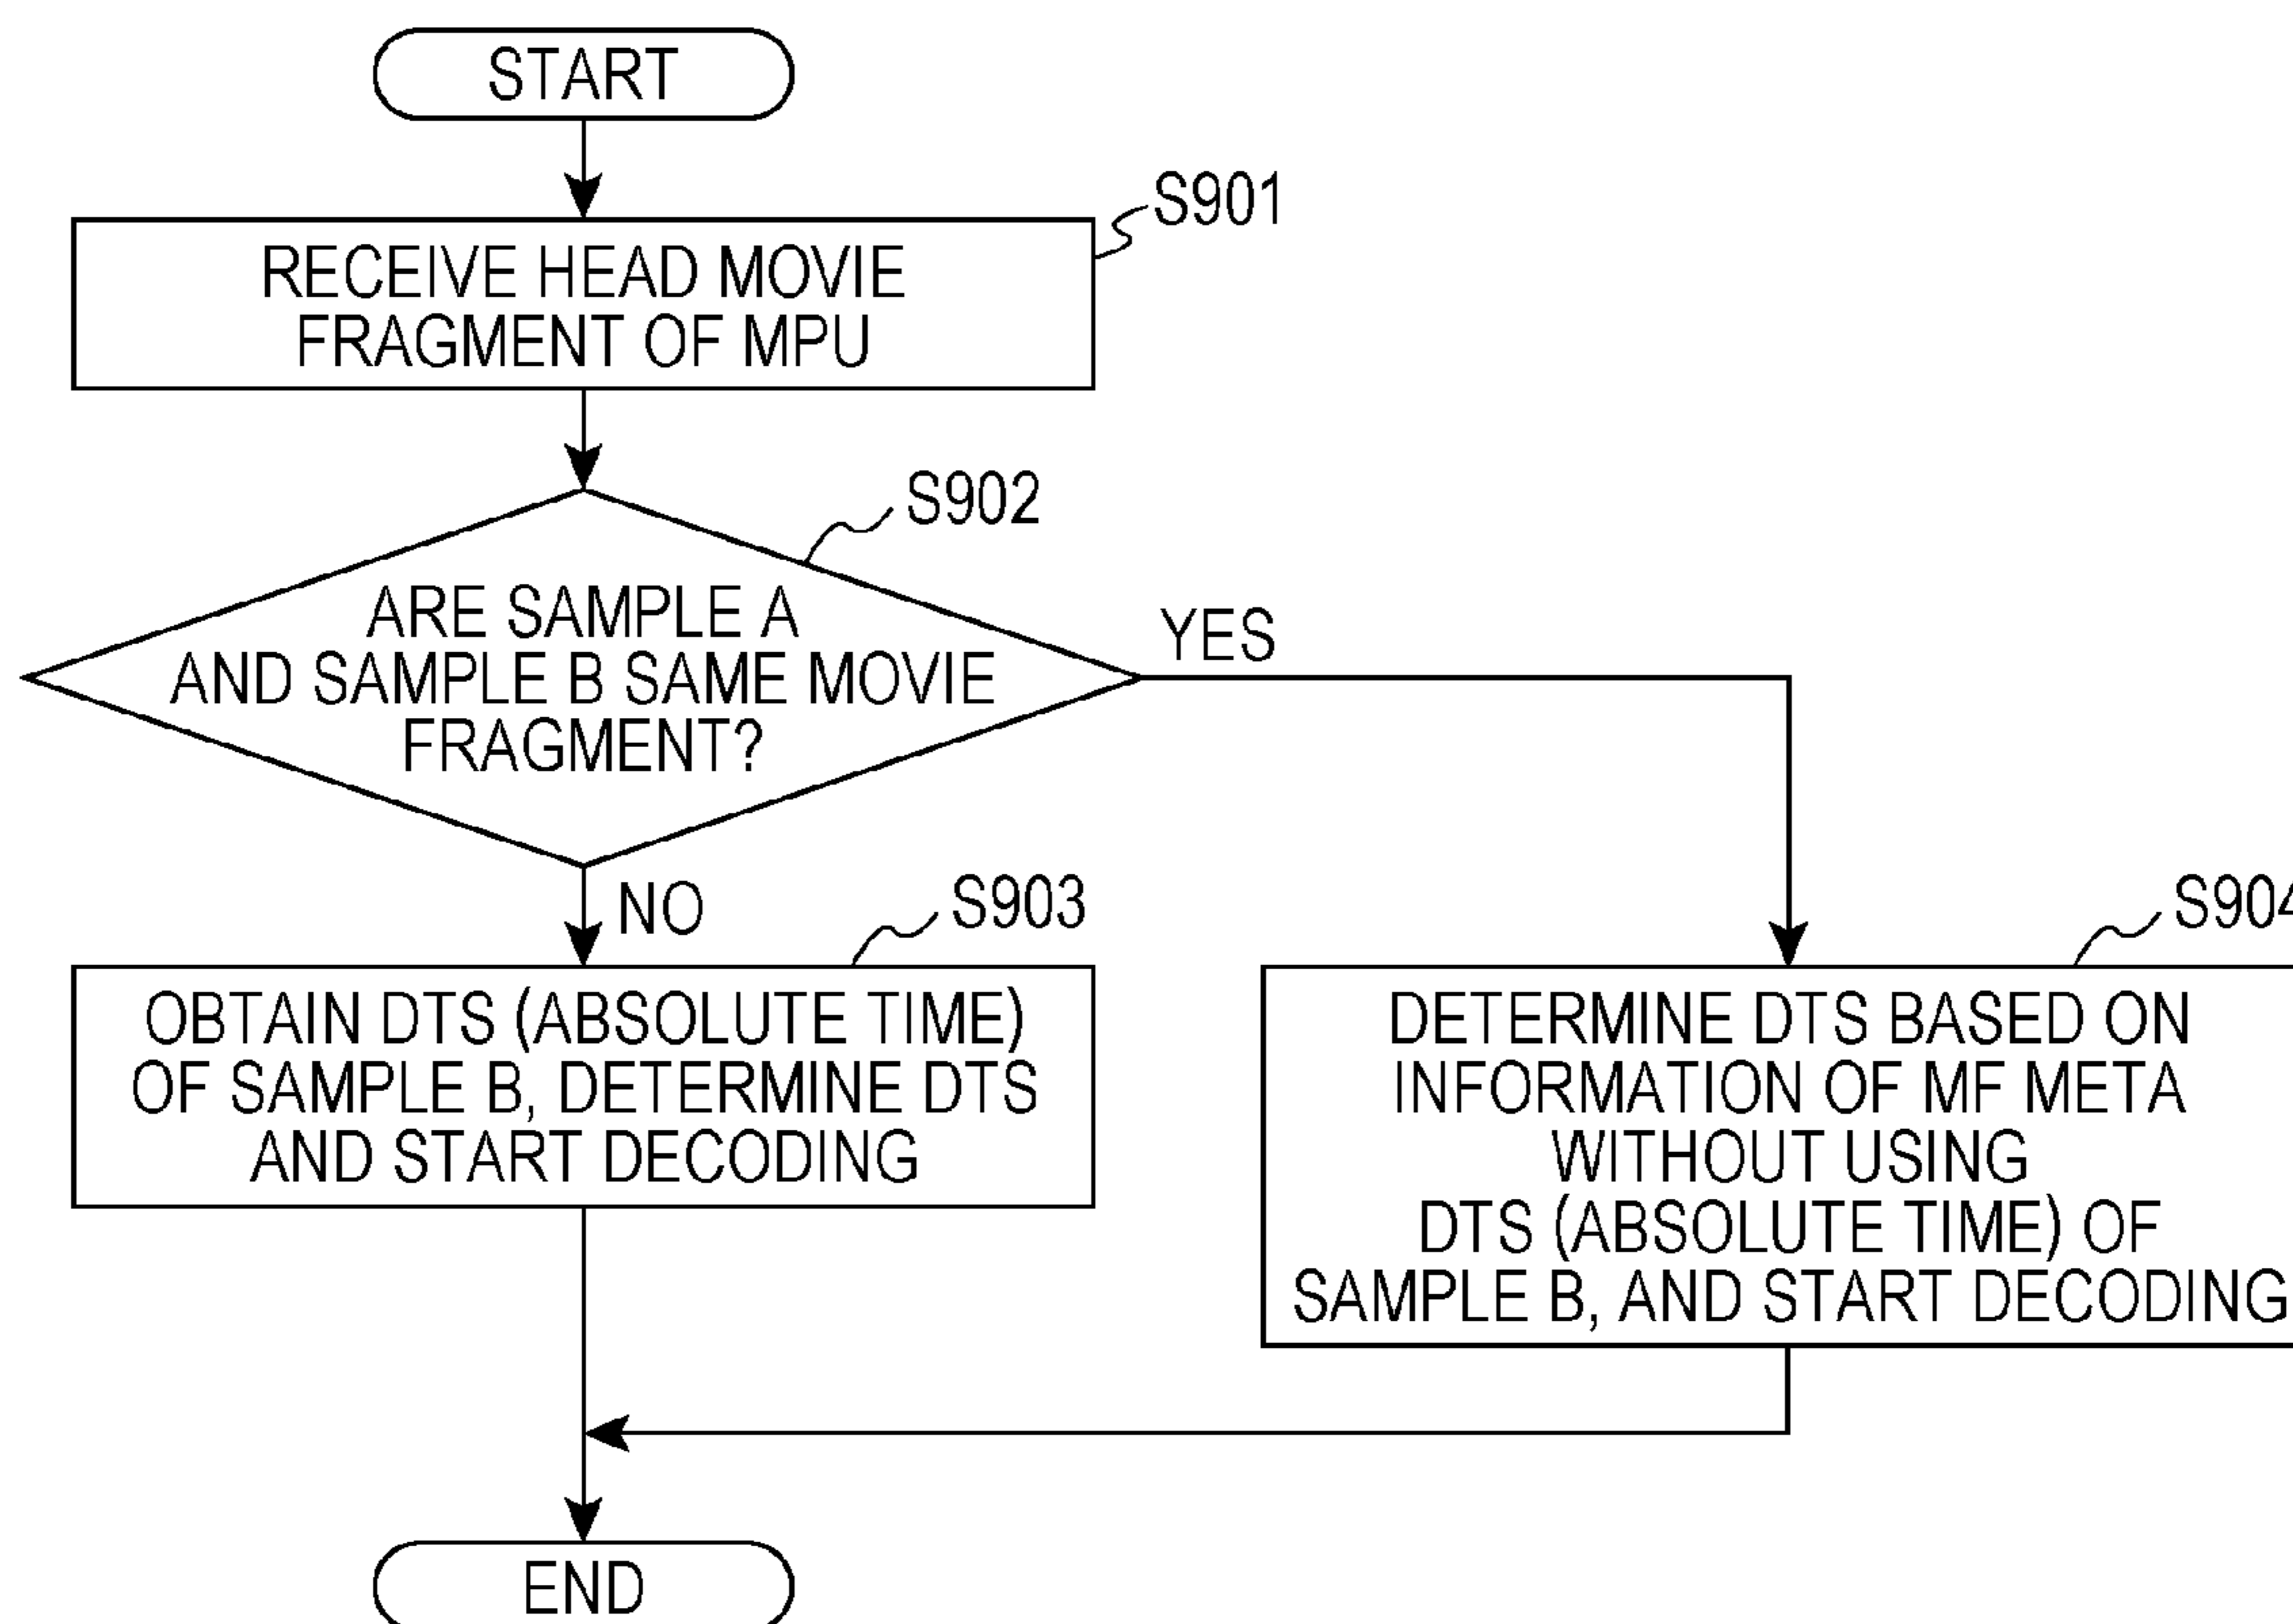 START
S901
RECEIVE HEAD MOVIE
FRAGMENT OF MPU
S902
ARE SAMPLE A
AND SAMPLE B SAME MOVIE
FRAGMENT?
YES
NO
S903
OBTAIN DTS (ABSOLUTE TIME)
OF SAMPLE B, DETERMINE DTS
AND START DECODING
S904
DETERMINE DTS BASED ON
INFORMATION OF MF META
WITHOUT USING
DTS (ABSOLUTE TIME) OF
SAMPLE B, AND START DECODING
END